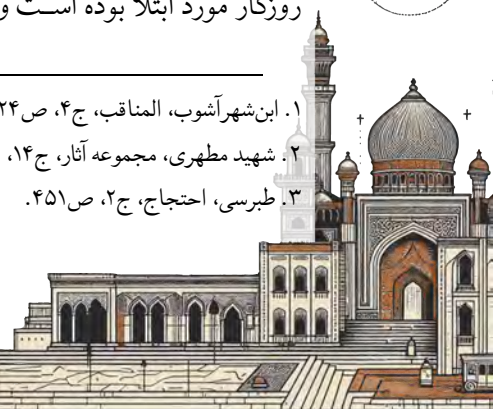 روزگار مورد ابتلا بوده است و
۱. ابن‌شهرآشوب، المناقب، ج۴، ص۲۴
۲. شهید مطهری، مجموعه آثار، ج۱۴،
۳. طبرسی، احتجاج، ج۲، ص۴۵۱.